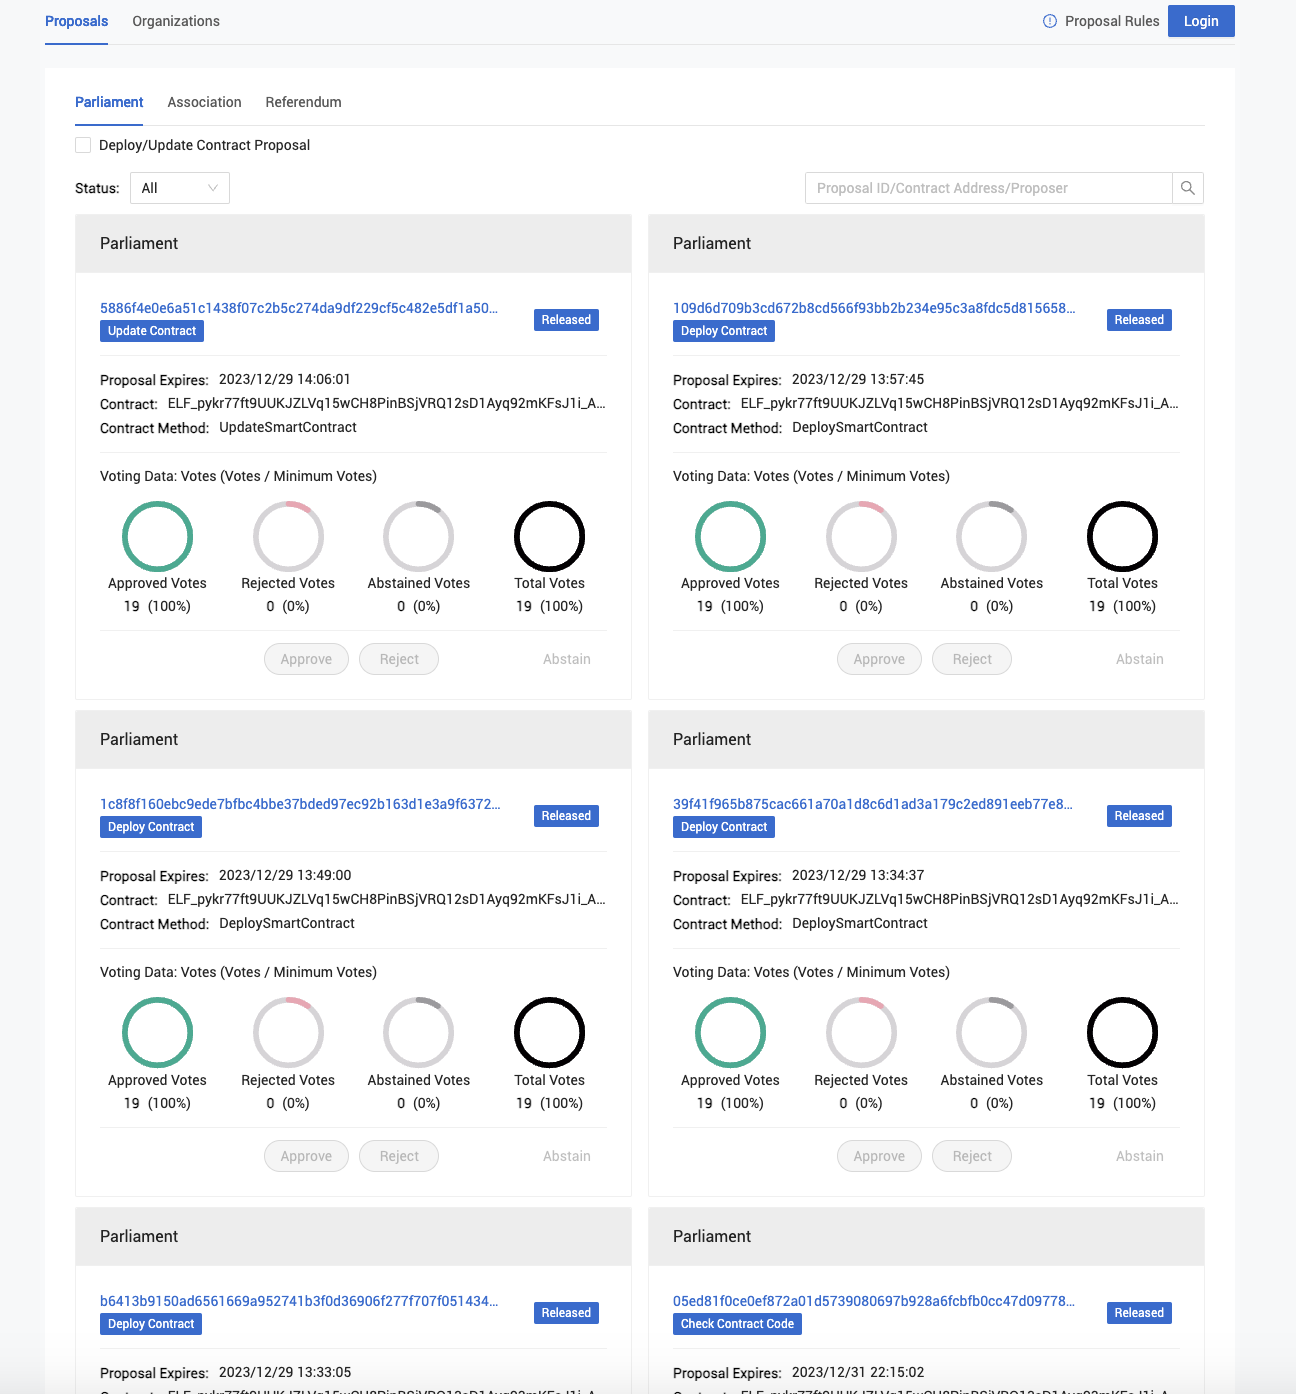 Proposals Organizations Proposal Rules Login
Parliament Association Referendum
Deploy/Update Contract Proposal
Status: All Proposal ID/Contract Address/Proposer
Parliament
5886f4e0e6a51c1438f07c2b5c274da9df229cf5c482e5df1a50...
Released
Update Contract
Proposal Expires: 2023/12/29 14:06:01
Contract: ELF_pykr77ft9UUKJZLVq15wCH8PinBSjVRQ12sD1Ayq92mKFsJ1i_A...
Contract Method: UpdateSmartContract
Voting Data: Votes (Votes / Minimum Votes)
Approved Votes Rejected Votes Abstained Votes Total Votes
19 (100%) 0 (0%) 0 (0%) 19 (100%)
Approve Reject Abstain
Parliament
109d6d709b3cd672b8cd566f93bb2b234e95c3a8fdc5d815658...
Released
Deploy Contract
Proposal Expires: 2023/12/29 13:57:45
Contract: ELF_pykr77ft9UUKJZLVq15wCH8PinBSjVRQ12sD1Ayq92mKFsJ1i_A...
Contract Method: DeploySmartContract
Voting Data: Votes (Votes / Minimum Votes)
Approved Votes Rejected Votes Abstained Votes Total Votes
19 (100%) 0 (0%) 0 (0%) 19 (100%)
Approve Reject Abstain
Parliament
1c8f8f160ebc9ede7bfbc4bbe37bded97ec92b163d1e3a9f6372...
Released
Deploy Contract
Proposal Expires: 2023/12/29 13:49:00
Contract: ELF_pykr77ft9UUKJZLVq15wCH8PinBSjVRQ12sD1Ayq92mKFsJ1i_A...
Contract Method: DeploySmartContract
Voting Data: Votes (Votes / Minimum Votes)
Approved Votes Rejected Votes Abstained Votes Total Votes
19 (100%) 0 (0%) 0 (0%) 19 (100%)
Approve Reject Abstain
Parliament
39f41f965b875cac661a70a1d8c6d1ad3a179c2ed891eeb77e8...
Released
Deploy Contract
Proposal Expires: 2023/12/29 13:34:37
Contract: ELF_pykr77ft9UUKJZLVq15wCH8PinBSjVRQ12sD1Ayq92mKFsJ1i_A...
Contract Method: DeploySmartContract
Voting Data: Votes (Votes / Minimum Votes)
Approved Votes Rejected Votes Abstained Votes Total Votes
19 (100%) 0 (0%) 0 (0%) 19 (100%)
Approve Reject Abstain
Parliament
b6413b9150ad6561669a952741b3f0d36906f277f707f051434...
Released
Deploy Contract
Proposal Expires: 2023/12/29 13:33:05
Parliament
05ed81f0ce0ef872a01d5739080697b928a6fcbfb0cc47d09778...
Released
Check Contract Code
Proposal Expires: 2023/12/31 22:15:02